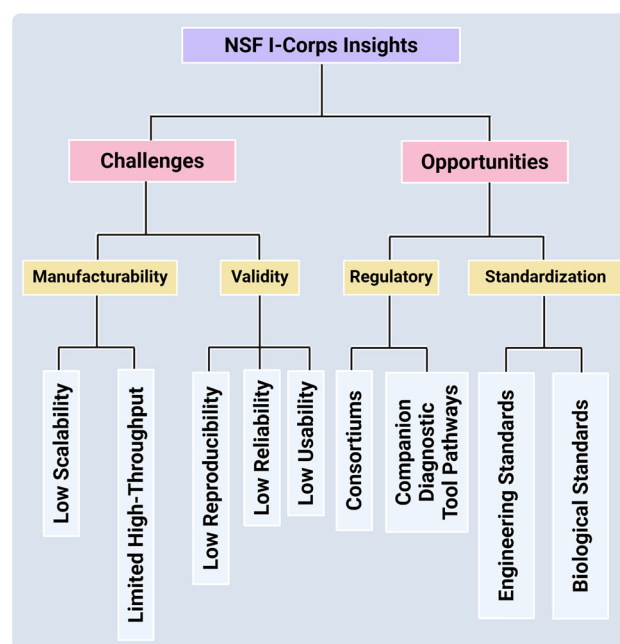 NSF I-Corps Insights
Challenges
Opportunities
Manufacturability
Validity
Regulatory
Standardization
Low Scalability
Limited High-Throughput
Low Reproducibility
Low Reliability
Low Usability
Consortiums
Companion
Diagnostic
Tool Pathways
Engineering Standards
Biological Standards